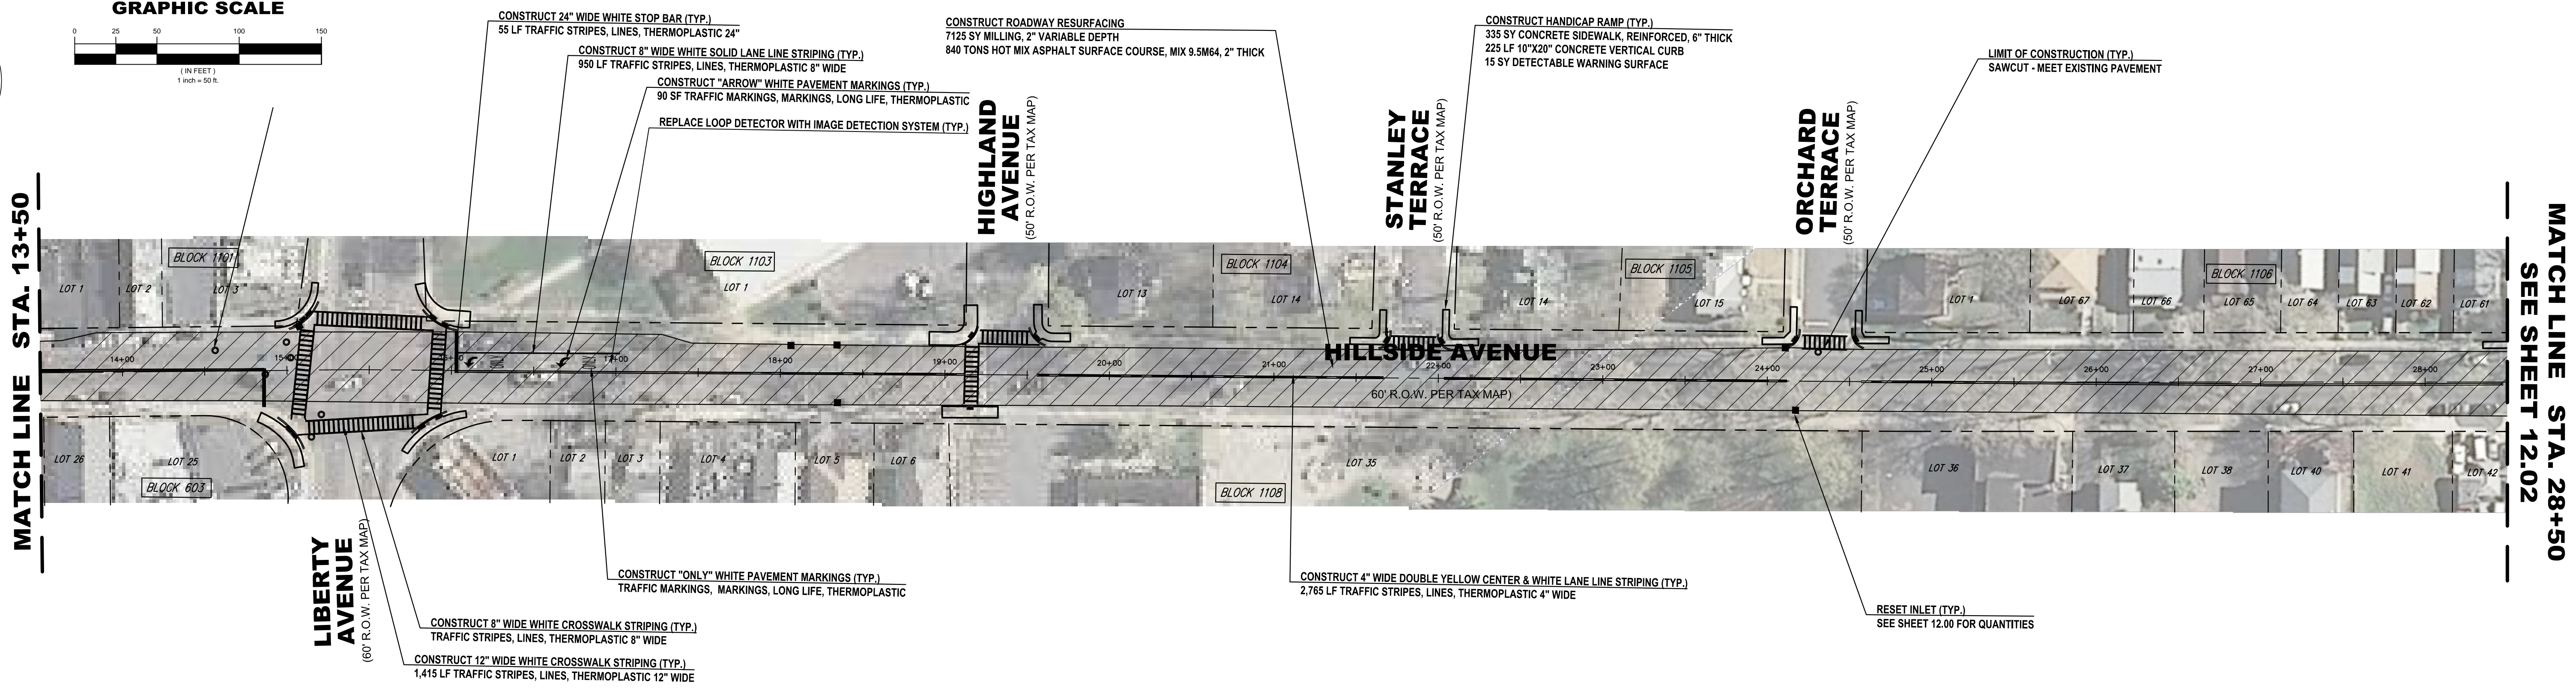 GRAPHIC SCALE
0 25 50 100 150
( IN FEET )
1 inch = 50 ft.
CONSTRUCT 24" WIDE WHITE STOP BAR (TYP.)
55 LF TRAFFIC STRIPES, LINES, THERMOPLASTIC 24"
CONSTRUCT 8" WIDE WHITE SOLID LANE LINE STRIPING (TYP.)
950 LF TRAFFIC STRIPES, LINES, THERMOPLASTIC 8" WIDE
CONSTRUCT "ARROW" WHITE PAVEMENT MARKINGS (TYP.)
90 SF TRAFFIC MARKINGS, MARKINGS, LONG LIFE, THERMOPLASTIC
REPLACE LOOP DETECTOR WITH IMAGE DETECTION SYSTEM (TYP.)
CONSTRUCT ROADWAY RESURFACING
7125 SY MILLING, 2" VARIABLE DEPTH
840 TONS HOT MIX ASPHALT SURFACE COURSE, MIX 9.5M64, 2" THICK
CONSTRUCT HANDICAP RAMP (TYP.)
335 SY CONCRETE SIDEWALK, REINFORCED, 6" THICK
225 LF 10"X20" CONCRETE VERTICAL CURB
15 SY DETECTABLE WARNING SURFACE
LIMIT OF CONSTRUCTION (TYP.)
SAWCUT - MEET EXISTING PAVEMENT
HIGHLAND
AVENUE
(50' R.O.W. PER TAX MAP)
STANLEY
TERRACE
(50' R.O.W. PER TAX MAP)
ORCHARD
TERRACE
(50' R.O.W. PER TAX MAP)
MATCH LINE STA. 13+50
MATCH LINE STA. 28+50
SEE SHEET 12.02
BLOCK 1101
BLOCK 1103
BLOCK 1104
BLOCK 1105
BLOCK 1106
LOT 1
LOT 2
LOT 3
LOT 1
LOT 13
LOT 14
LOT 14
LOT 15
LOT 1
LOT 67
LOT 66
LOT 65
LOT 64
LOT 63
LOT 62
LOT 61
HILLSIDE AVENUE
14+00
17+00
18+00
19+00
20+00
21+00
22+00
23+00
24+00
25+00
26+00
27+00
28+00
ONLY
ONLY
60' R.O.W. PER TAX MAP)
LOT 26
LOT 25
LOT 1
LOT 2
LOT 3
LOT 4
LOT 5
LOT 6
LOT 35
LOT 36
LOT 37
LOT 38
LOT 40
LOT 41
LOT 42
BLOCK 603
BLOCK 1108
LIBERTY
AVENUE
(60' R.O.W. PER TAX MAP)
CONSTRUCT "ONLY" WHITE PAVEMENT MARKINGS (TYP.)
TRAFFIC MARKINGS, MARKINGS, LONG LIFE, THERMOPLASTIC
CONSTRUCT 4" WIDE DOUBLE YELLOW CENTER & WHITE LANE LINE STRIPING (TYP.)
2,765 LF TRAFFIC STRIPES, LINES, THERMOPLASTIC 4" WIDE
RESET INLET (TYP.)
SEE SHEET 12.00 FOR QUANTITIES
CONSTRUCT 8" WIDE WHITE CROSSWALK STRIPING (TYP.)
TRAFFIC STRIPES, LINES, THERMOPLASTIC 8" WIDE
CONSTRUCT 12" WIDE WHITE CROSSWALK STRIPING (TYP.)
1,415 LF TRAFFIC STRIPES, LINES, THERMOPLASTIC 12" WIDE